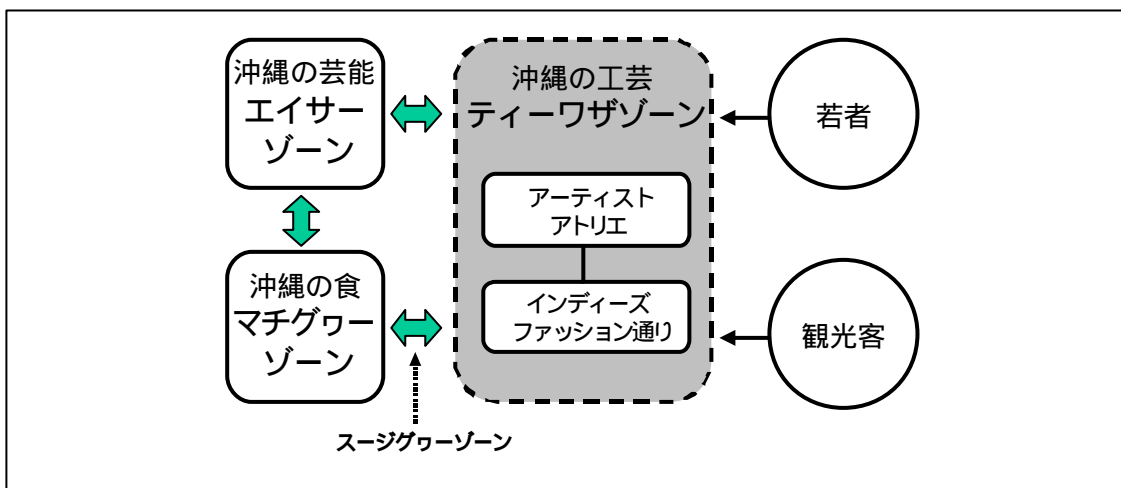 沖縄の芸能
エイサー
ゾーン
沖縄の工芸
ティーワザゾーン
若者
アーティスト
アトリエ
沖縄の食
マチグヮー
ゾーン
インディーズ
ファッション通り
観光客
スージグヮーゾーン